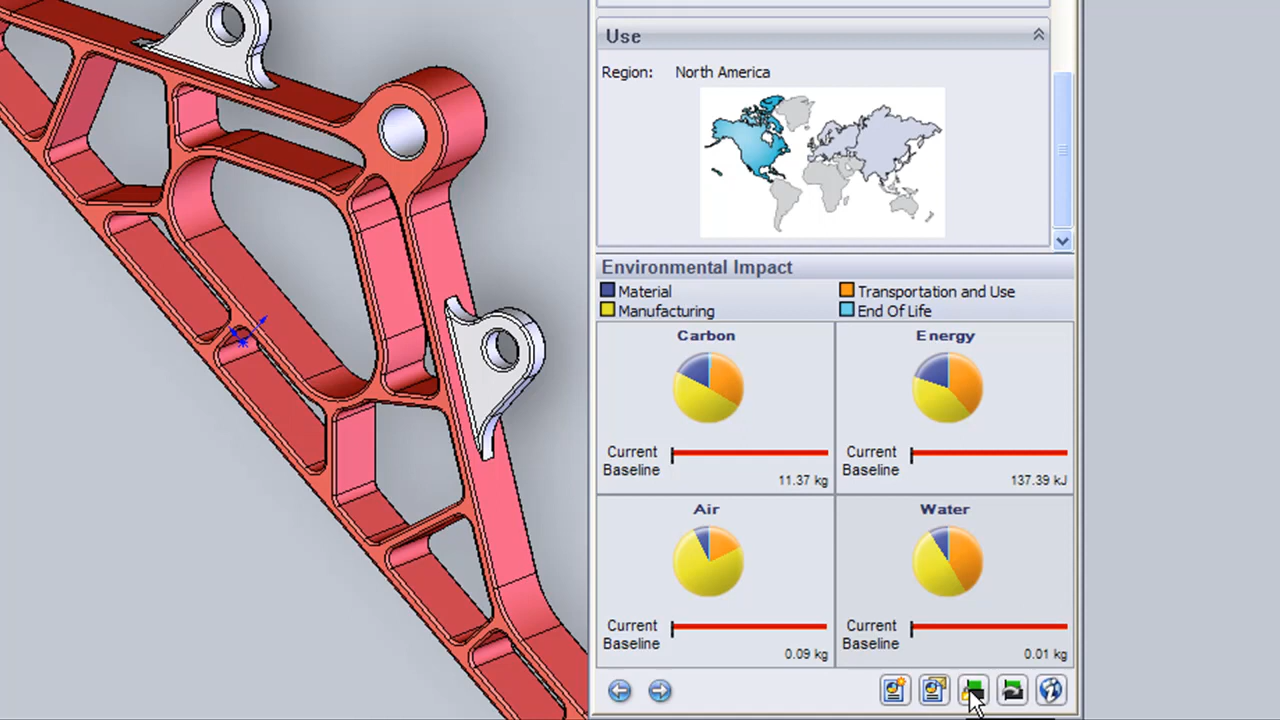 Use
Region: North America
Environmental Impact
Material
Transportation and Use
Manufacturing
End Of Life
Carbon
Energy
Current
Baseline
11.37 kg
Current
Baseline
137.39 kJ
Air
Water
Current
Baseline
0.09 kg
Current
Baseline
0.01 kg